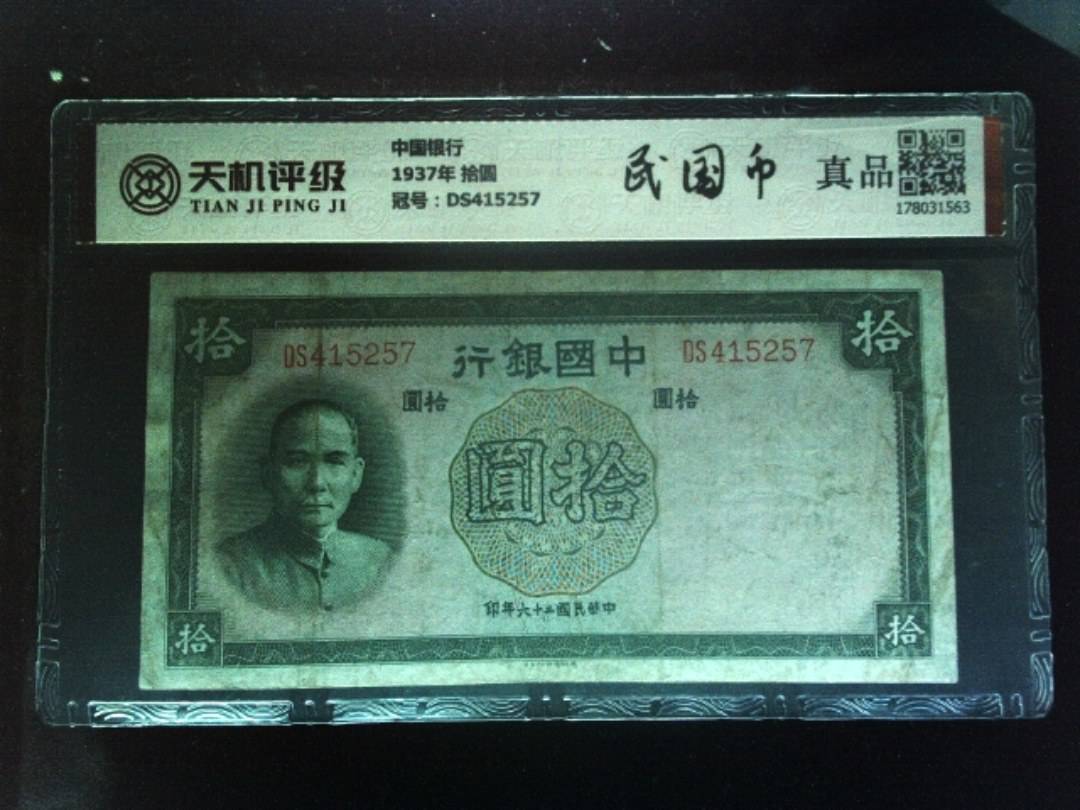 天机评级
TIAN JI PING JI
中国银行
1937年 拾圆
冠号：DS415257
民国币
真品
178031563
拾
拾
DS415257
行銀國中
DS415257
圓拾
圓拾
圓拾
印年六十二國民華中
拾
拾